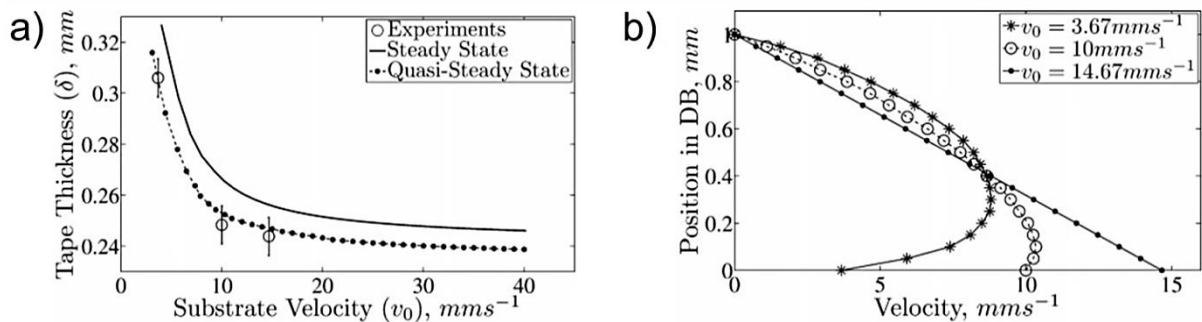 a)
Tape Thickness (δ), mm
0.32
0.3
0.28
0.26
0.24
0
10
20
30
40
Substrate Velocity (v₀), mms⁻¹
Experiments
Steady State
Quasi-Steady State
b)
Position in DB, mm
1
0.8
0.6
0.4
0.2
0
0
5
10
15
Velocity, mms⁻¹
v₀ = 3.67mms⁻¹
v₀ = 10mms⁻¹
v₀ = 14.67mms⁻¹